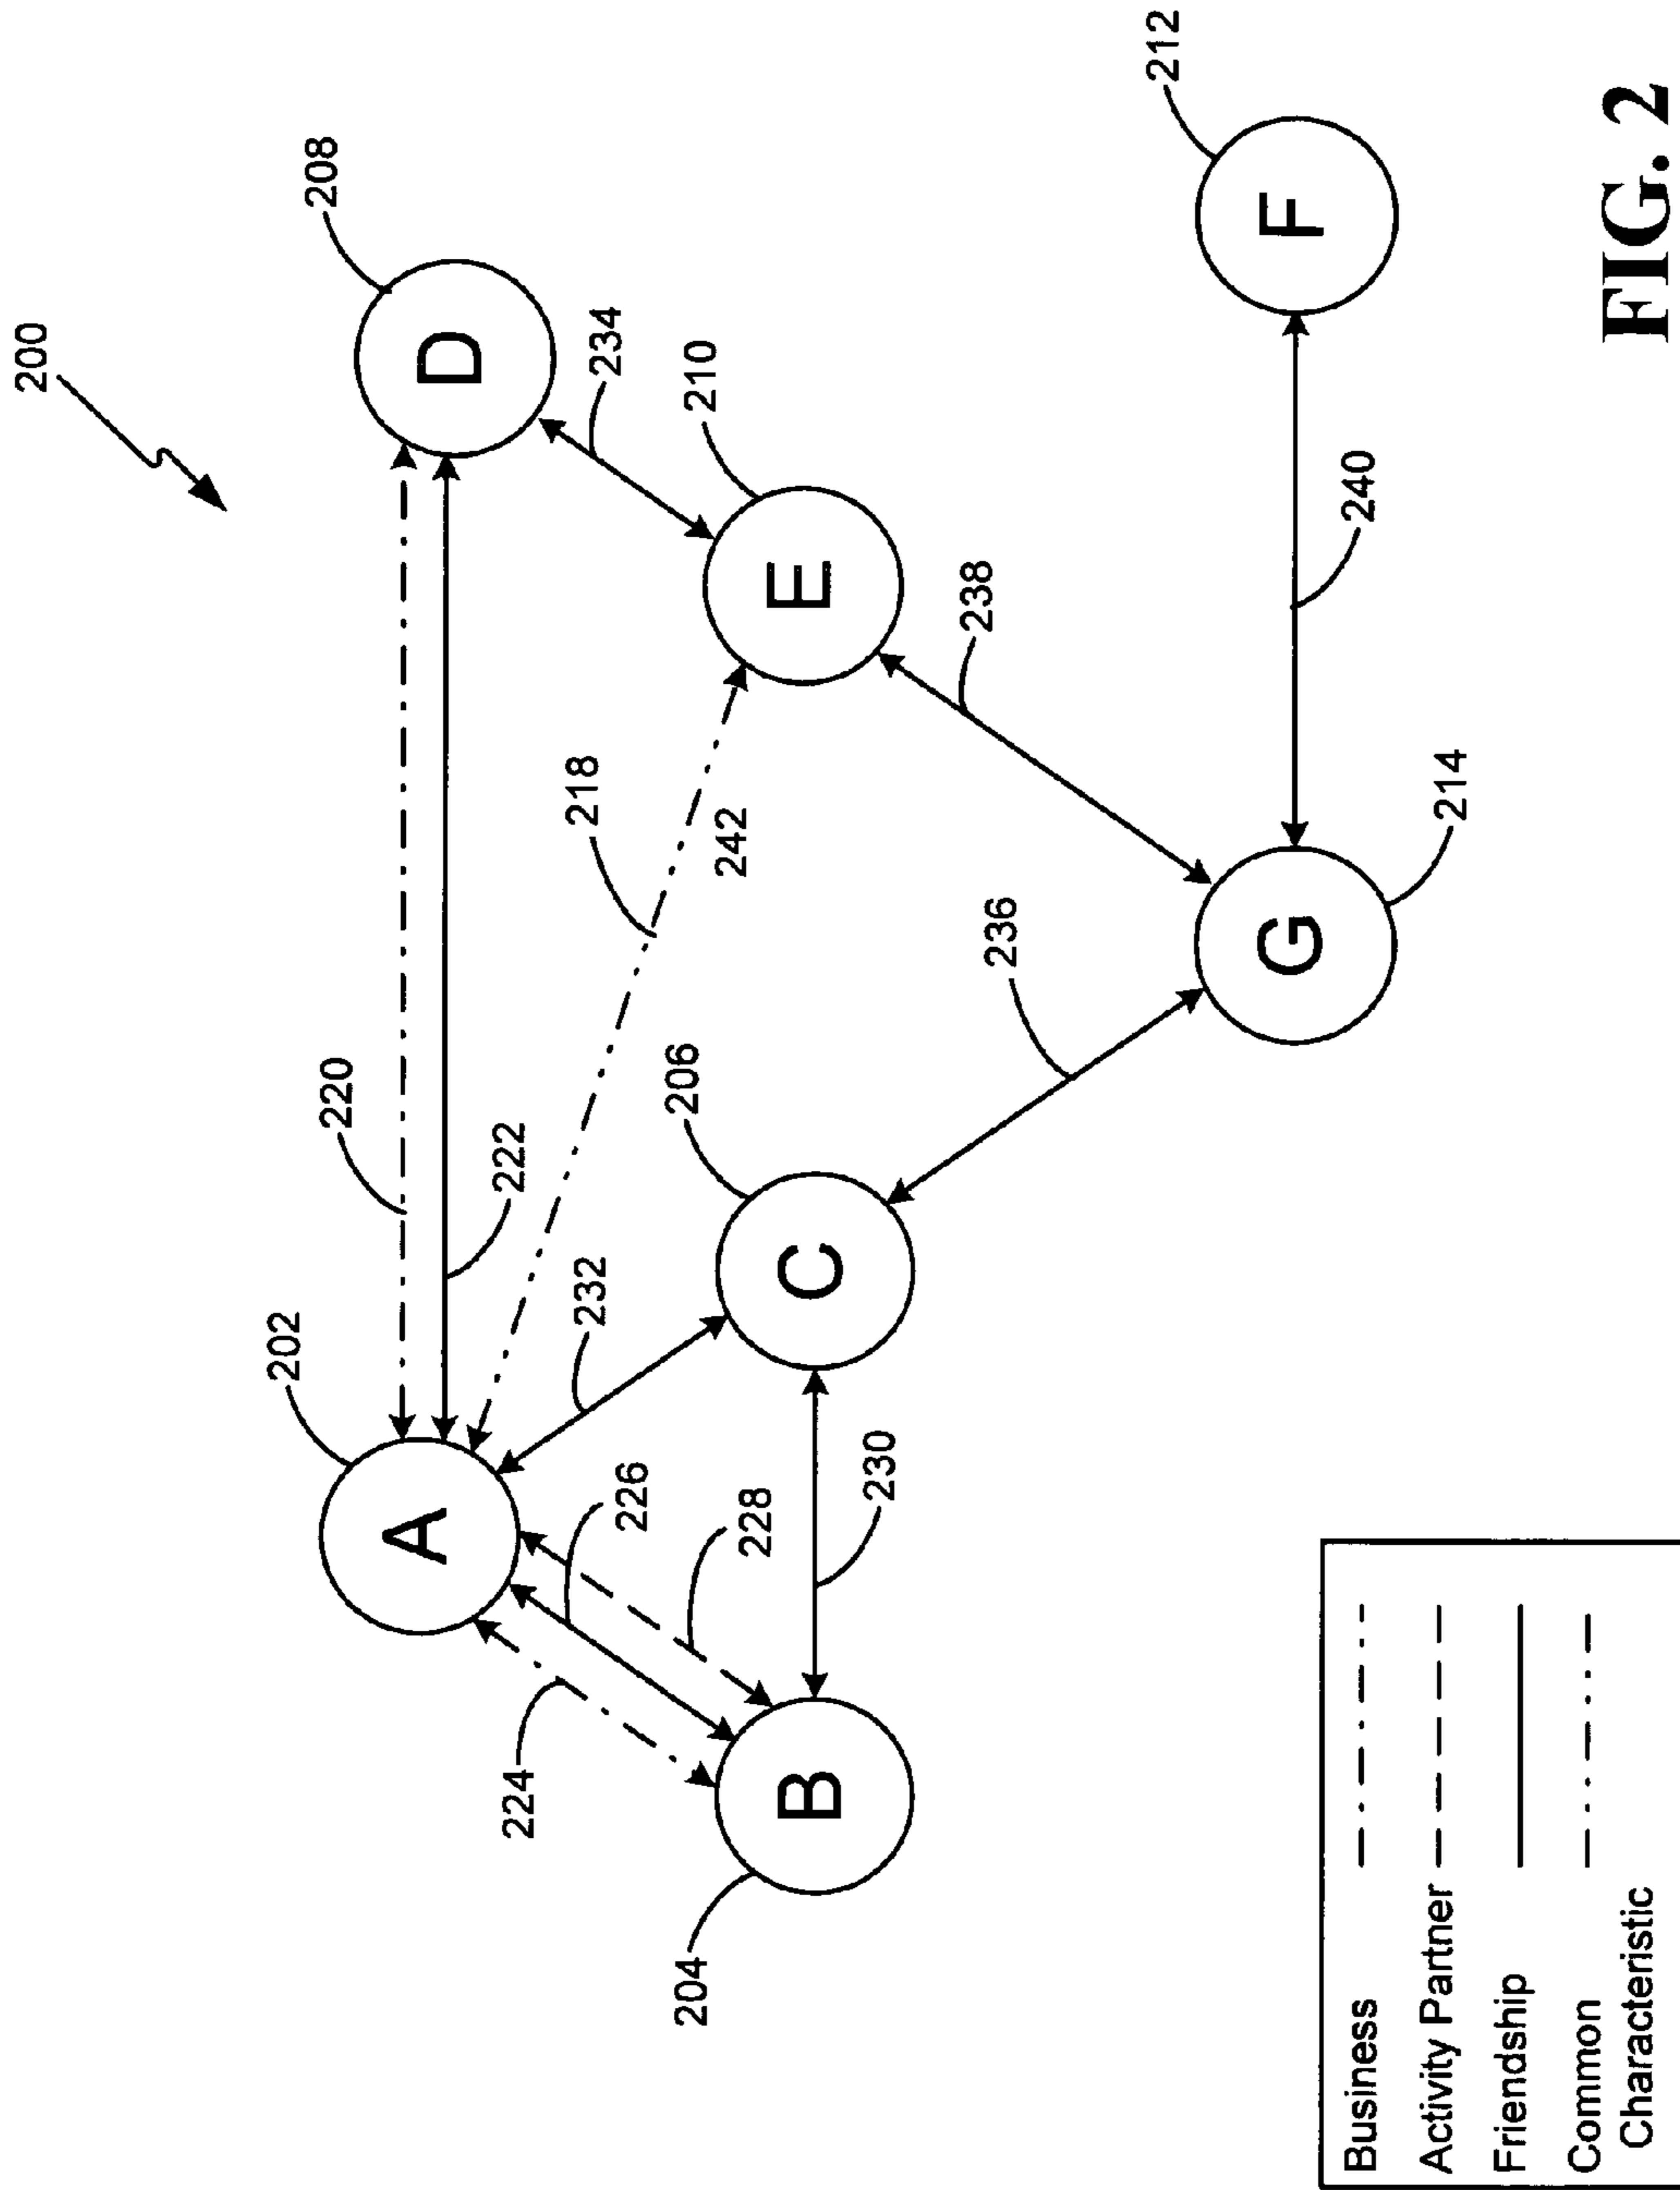 200
220
208
202
222
D
A
218
232
234
224
226
206
242
210
E
228
C
204
B
230
236
238
212
G
F
214
240
Business
Activity Partner
Friendship
Common
Characteristic
FIG. 2